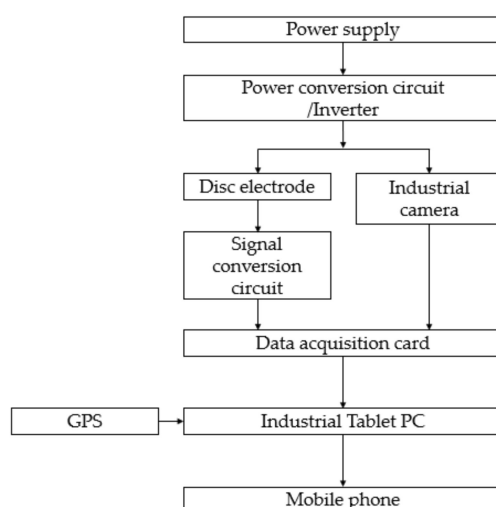 Power supply
Power conversion circuit
/Inverter
Disc electrode
Industrial
camera
Signal
conversion
circuit
Data acquisition card
GPS
Industrial Tablet PC
Mobile phone